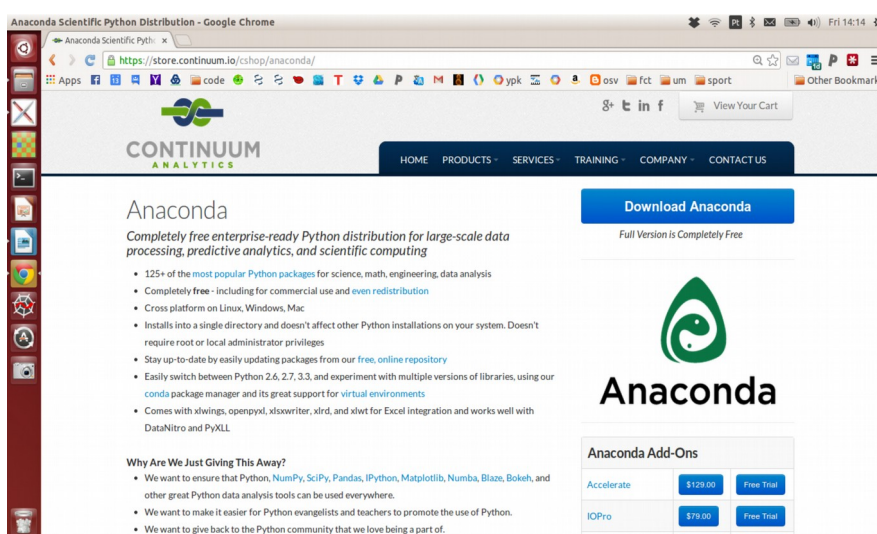 Anaconda Scientific Python Distribution - Google Chrome
Pt
Fri 14:14
Anaconda Scientific Pyth
https://store.continuum.io/cshop/anaconda/
Apps
code
ypk
osv
fct
um
sport
Other Bookmark
View Your Cart
CONTINUUM
ANALYTICS
HOME PRODUCTS SERVICES TRAINING COMPANY CONTACT US
Anaconda
Completely free enterprise-ready Python distribution for large-scale data
processing, predictive analytics, and scientific computing
125+ of the most popular Python packages for science, math, engineering, data analysis
Completely free - including for commercial use and even redistribution
Cross platform on Linux, Windows, Mac
Installs into a single directory and doesn't affect other Python installations on your system. Doesn't
require root or local administrator privileges
Stay up-to-date by easily updating packages from our free, online repository
Easily switch between Python 2.6, 2.7, 3.3, and experiment with multiple versions of libraries, using our
conda package manager and its great support for virtual environments
Comes with xlwings, openpyxl, xlsxwriter, xlrd, and xlwt for Excel integration and works well with
DataNitro and PyXLL
Why Are We Just Giving This Away?
We want to ensure that Python, NumPy, SciPy, Pandas, IPython, Matplotlib, Numba, Blaze, Bokeh, and
other great Python data analysis tools can be used everywhere.
We want to make it easier for Python evangelists and teachers to promote the use of Python.
We want to give back to the Python community that we love being a part of.
Download Anaconda
Full Version is Completely Free
Anaconda
Anaconda Add-Ons
Accelerate $129.00 Free Trial
IOPro $79.00 Free Trial